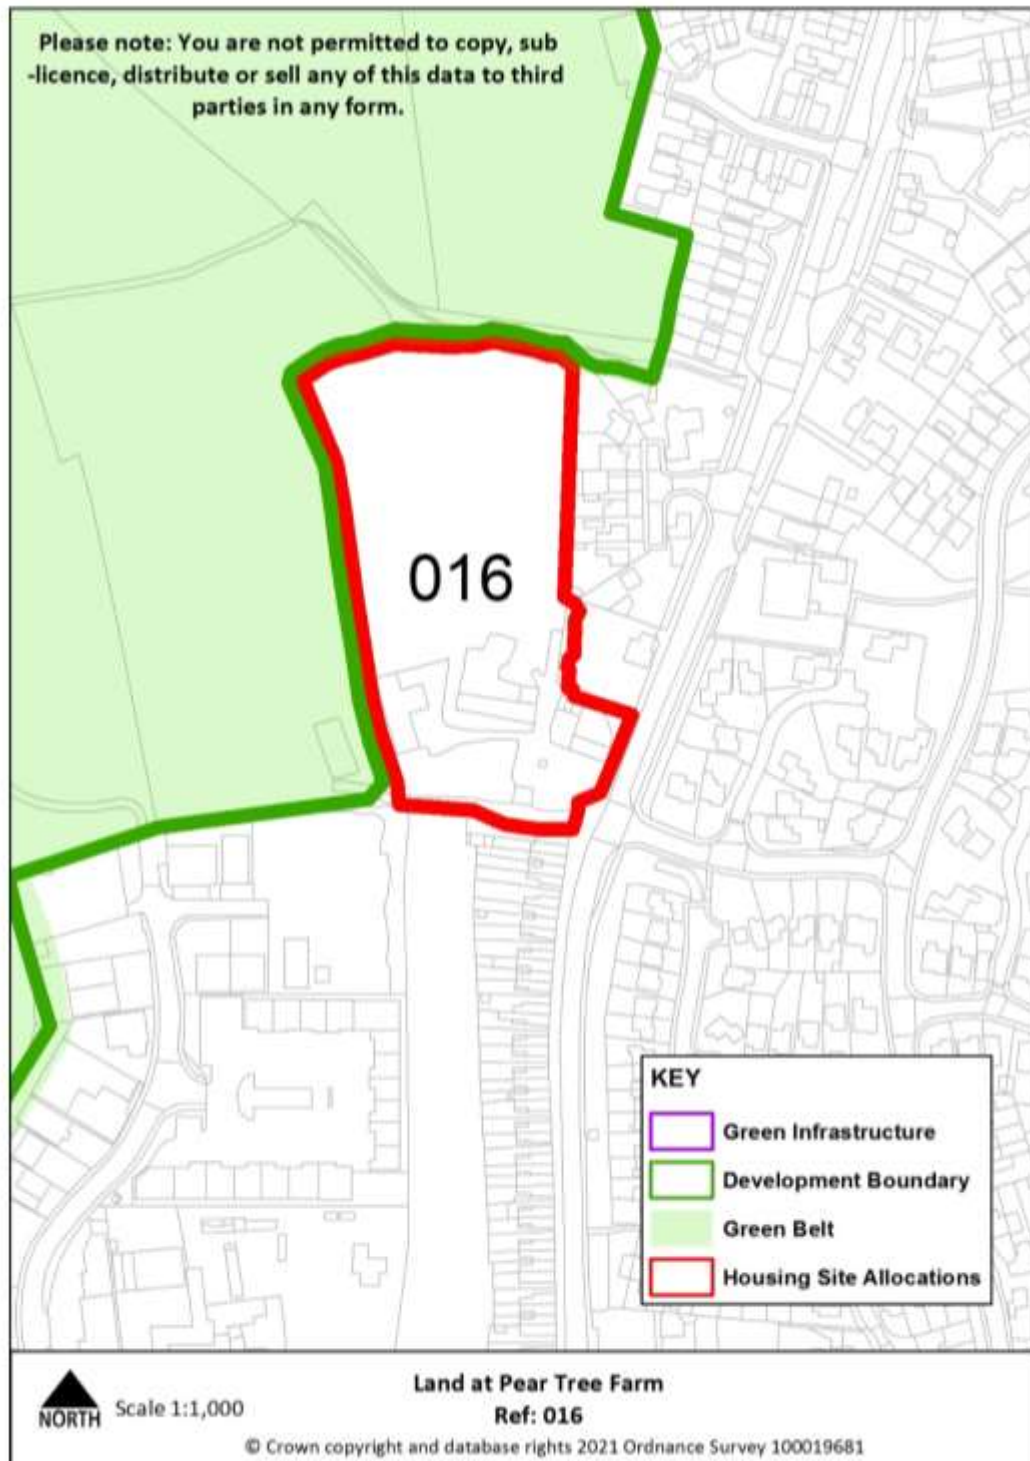 Please note: You are not permitted to copy, sub
-licence, distribute or sell any of this data to third
parties in any form.
016
KEY
Green Infrastructure
Development Boundary
Green Belt
Housing Site Allocations
NORTH
Scale 1:1,000
Land at Pear Tree Farm
Ref: 016
© Crown copyright and database rights 2021 Ordnance Survey 100019681